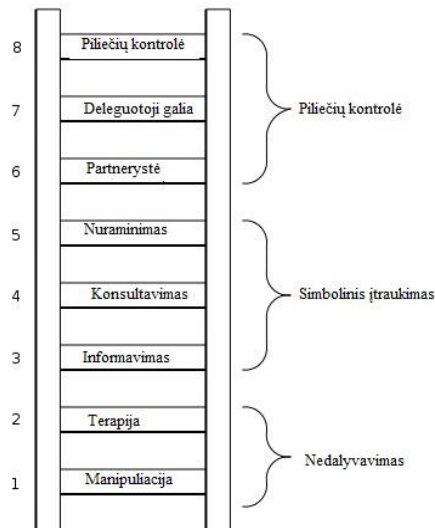 8 Piliečių kontrolė
7 Deleguotoji galia
Piliečių kontrolė
6 Partnerystė
5 Nuraminimas
4 Konsultavimas
Simbolinis įtraukimas
3 Informavimas
2 Terapija
Nedalyvavimas
1 Manipuliacija